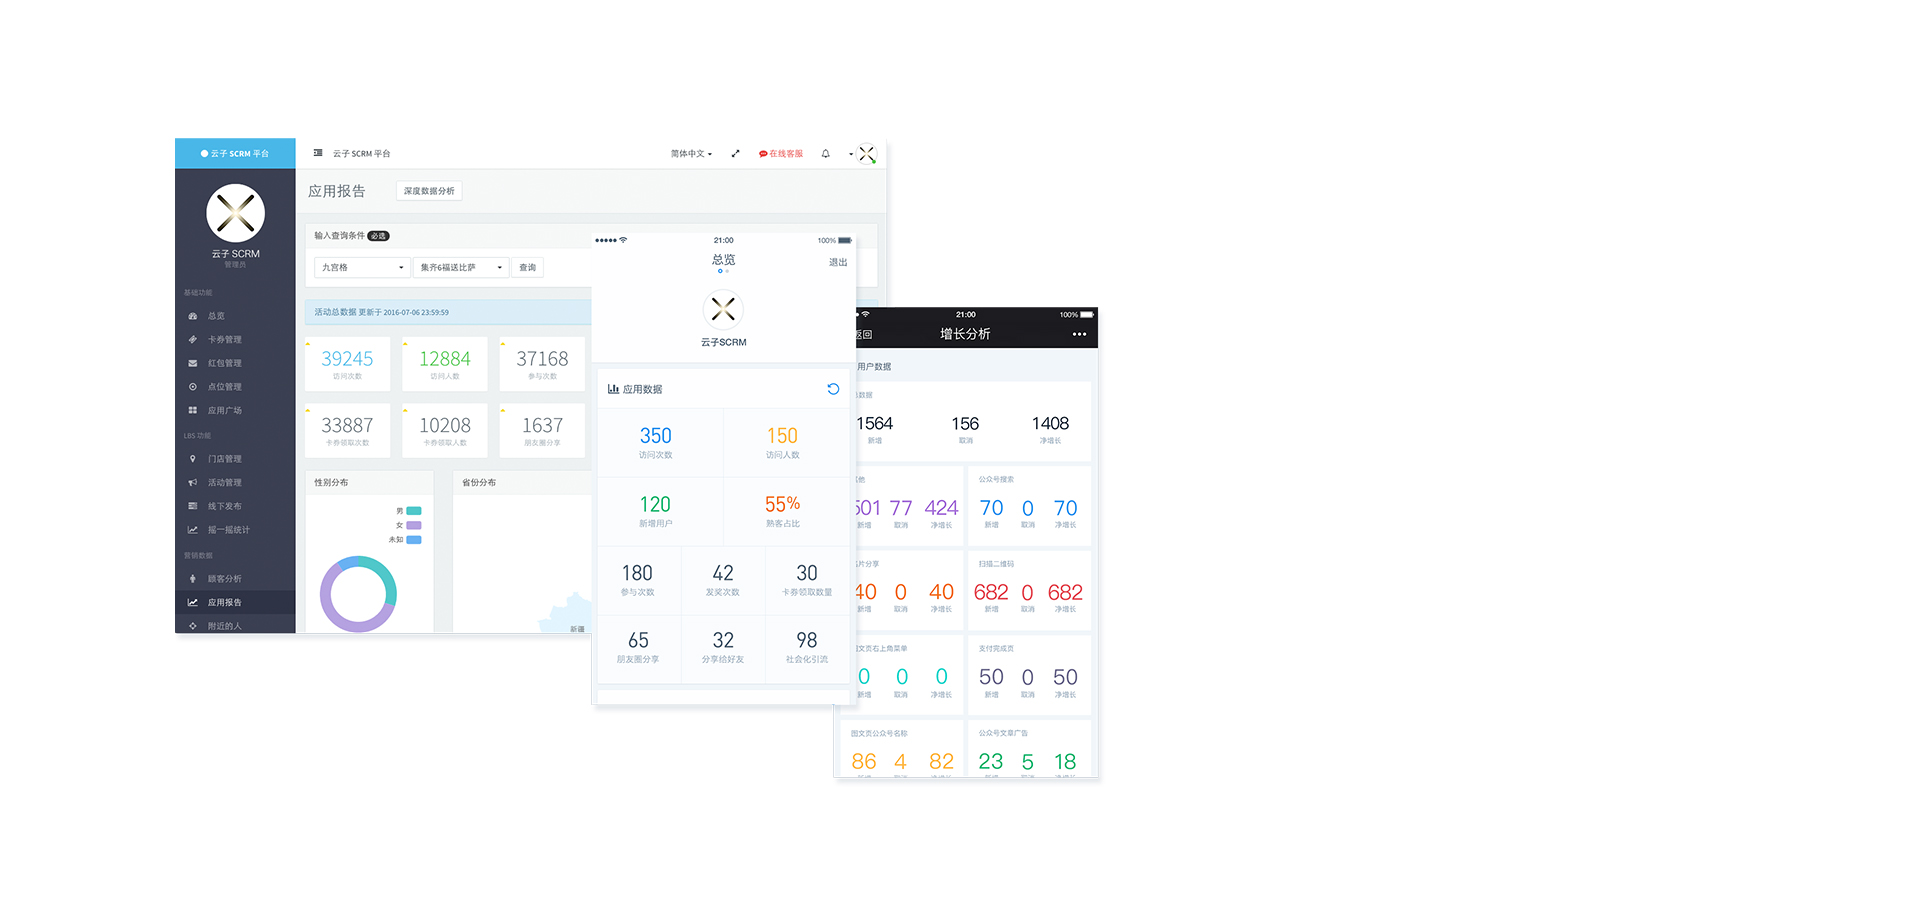 云子 SCRM 平台
云子 SCRM 平台
简体中文
在线客服
云子 SCRM
管理员
基础功能
总览
卡券管理
红包管理
点位管理
应用广场
LBS 功能
门店管理
活动管理
线下发布
摇一摇统计
营销数据
顾客分析
应用报告
附近的人
应用报告
深度数据分析
输入查询条件 必选
九宫格
集齐6福送比萨
查询
活动总数据 更新于 2016-07-06 23:59:59
39245
访问次数
12884
访问人数
37168
参与次数
33887
卡券领取次数
10208
卡券领取人数
1637
朋友圈分享
性别分布
男
女
未知
省份分布
新疆
21:00
100%
总览
退出
云子SCRM
应用数据
350
访问次数
150
访问人数
120
新增用户
55%
熟客占比
180
参与次数
42
发奖次数
30
卡券领取数量
65
朋友圈分享
32
分享给好友
98
社会化引流
21:00
100%
返回
增长分析
用户数据
数据
1564
新增
156
取消
1408
净增长
其他
501
新增
77
取消
424
净增长
公众号搜索
70
新增
0
取消
70
净增长
名片分享
40
新增
0
取消
40
净增长
扫描二维码
682
新增
0
取消
682
净增长
图文页右上角菜单
0
新增
0
取消
0
净增长
支付完成页
50
新增
0
取消
50
净增长
图文页公众号名称
86
4
82
公众号文章广告
23
5
18